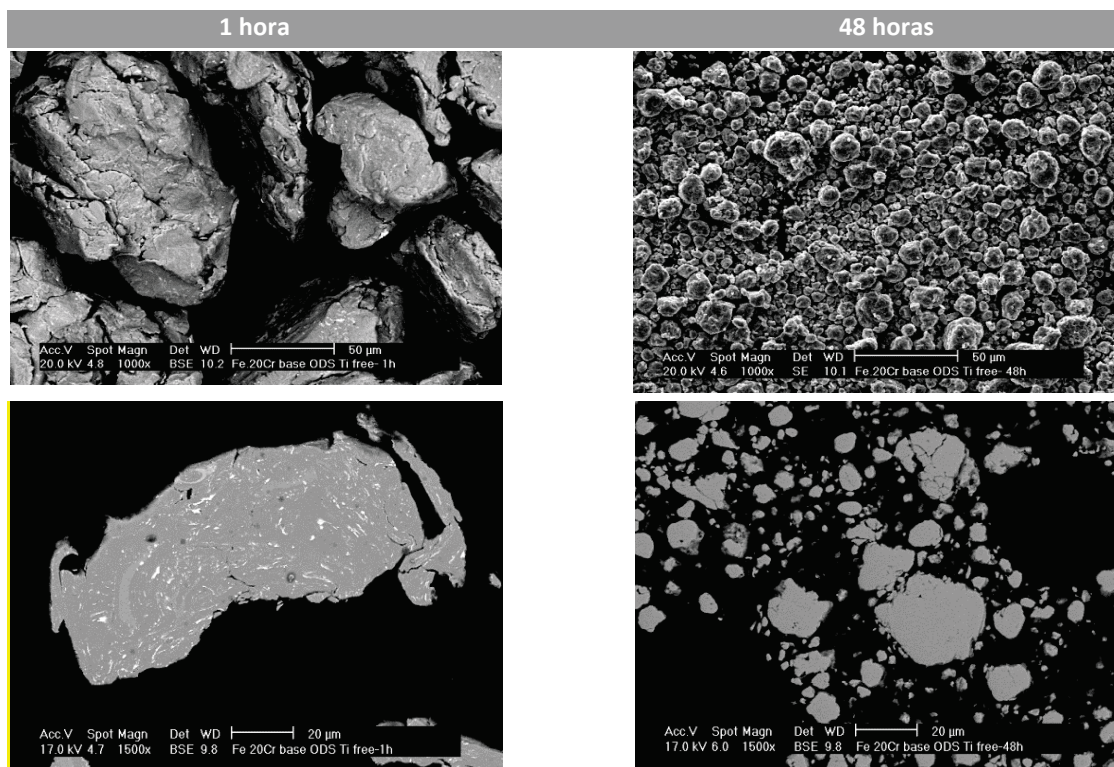 1 hora
48 horas
50 µm
Acc.V Spot Magn Det WD
20.0 kV 4.8 1000x BSE 10.2 Fe.20Cr base ODS Ti free-1h
50 µm
Acc.V Spot Magn Det WD
20.0 kV 4.6 1000x SE 10.1 Fe.20Cr base ODS Ti free- 48h
Acc.V Spot Magn Det WD 20 µm
17.0 kV 4.7 1500x BSE 9.8 Fe 20Cr base ODS Ti free-1h
Acc.V Spot Magn Det WD 20 µm
17.0 kV 6.0 1500x BSE 9.8 Fe 20Cr base ODS Ti free-48h